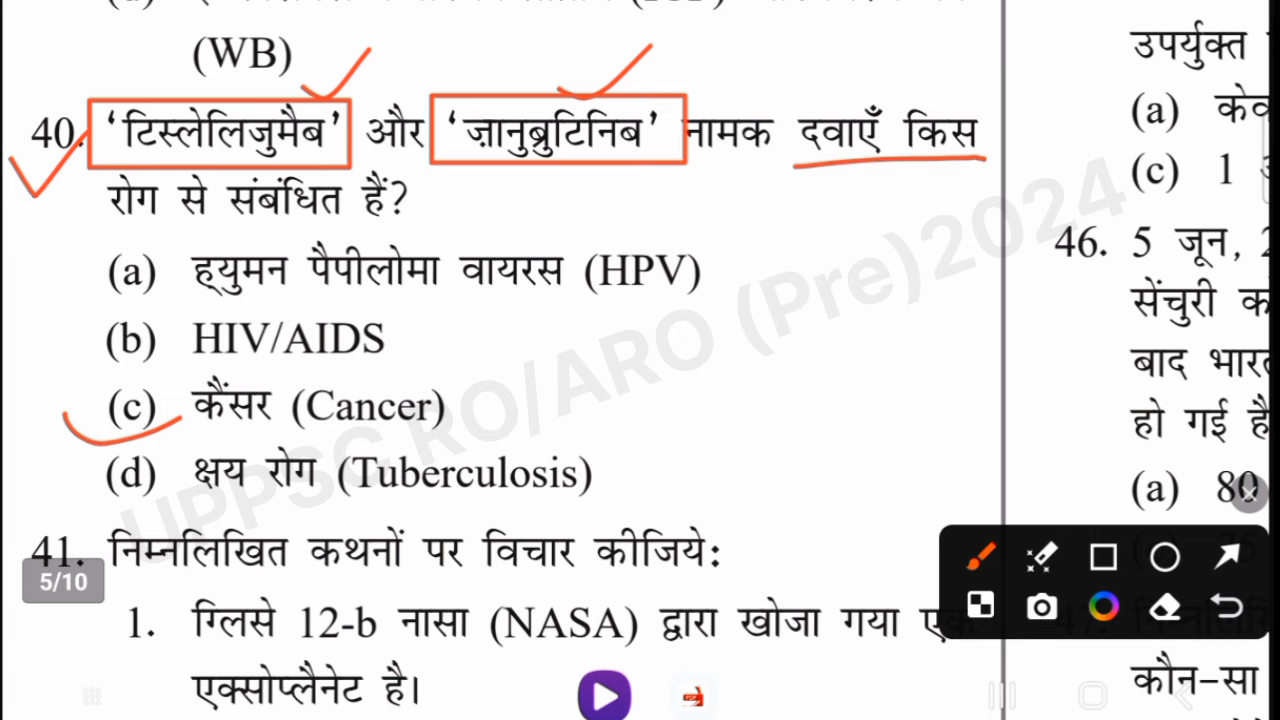 (WB)
40. 'टिस्लेलिजुमैब' और 'ज़ानुब्रुटिनिब' नामक दवाएँ किस
रोग से संबंधित हैं?
(a) ह्युमन पैपीलोमा वायरस (HPV)
(b) HIV/AIDS
(c) कैंसर (Cancer)
(d) क्षय रोग (Tuberculosis)
41. निम्नलिखित कथनों पर विचार कीजिये:
1. ग्लिसे 12-b नासा (NASA) द्वारा खोजा गया एक
एक्सोप्लैनेट है।
उपर्युक्त
(a)
(c) 1
46. 5 जून,
सेंचुरी
बाद
हो गई है
(a) 80
कौन-सा
5/10
UPPSC RO/ARO (Pre)2024